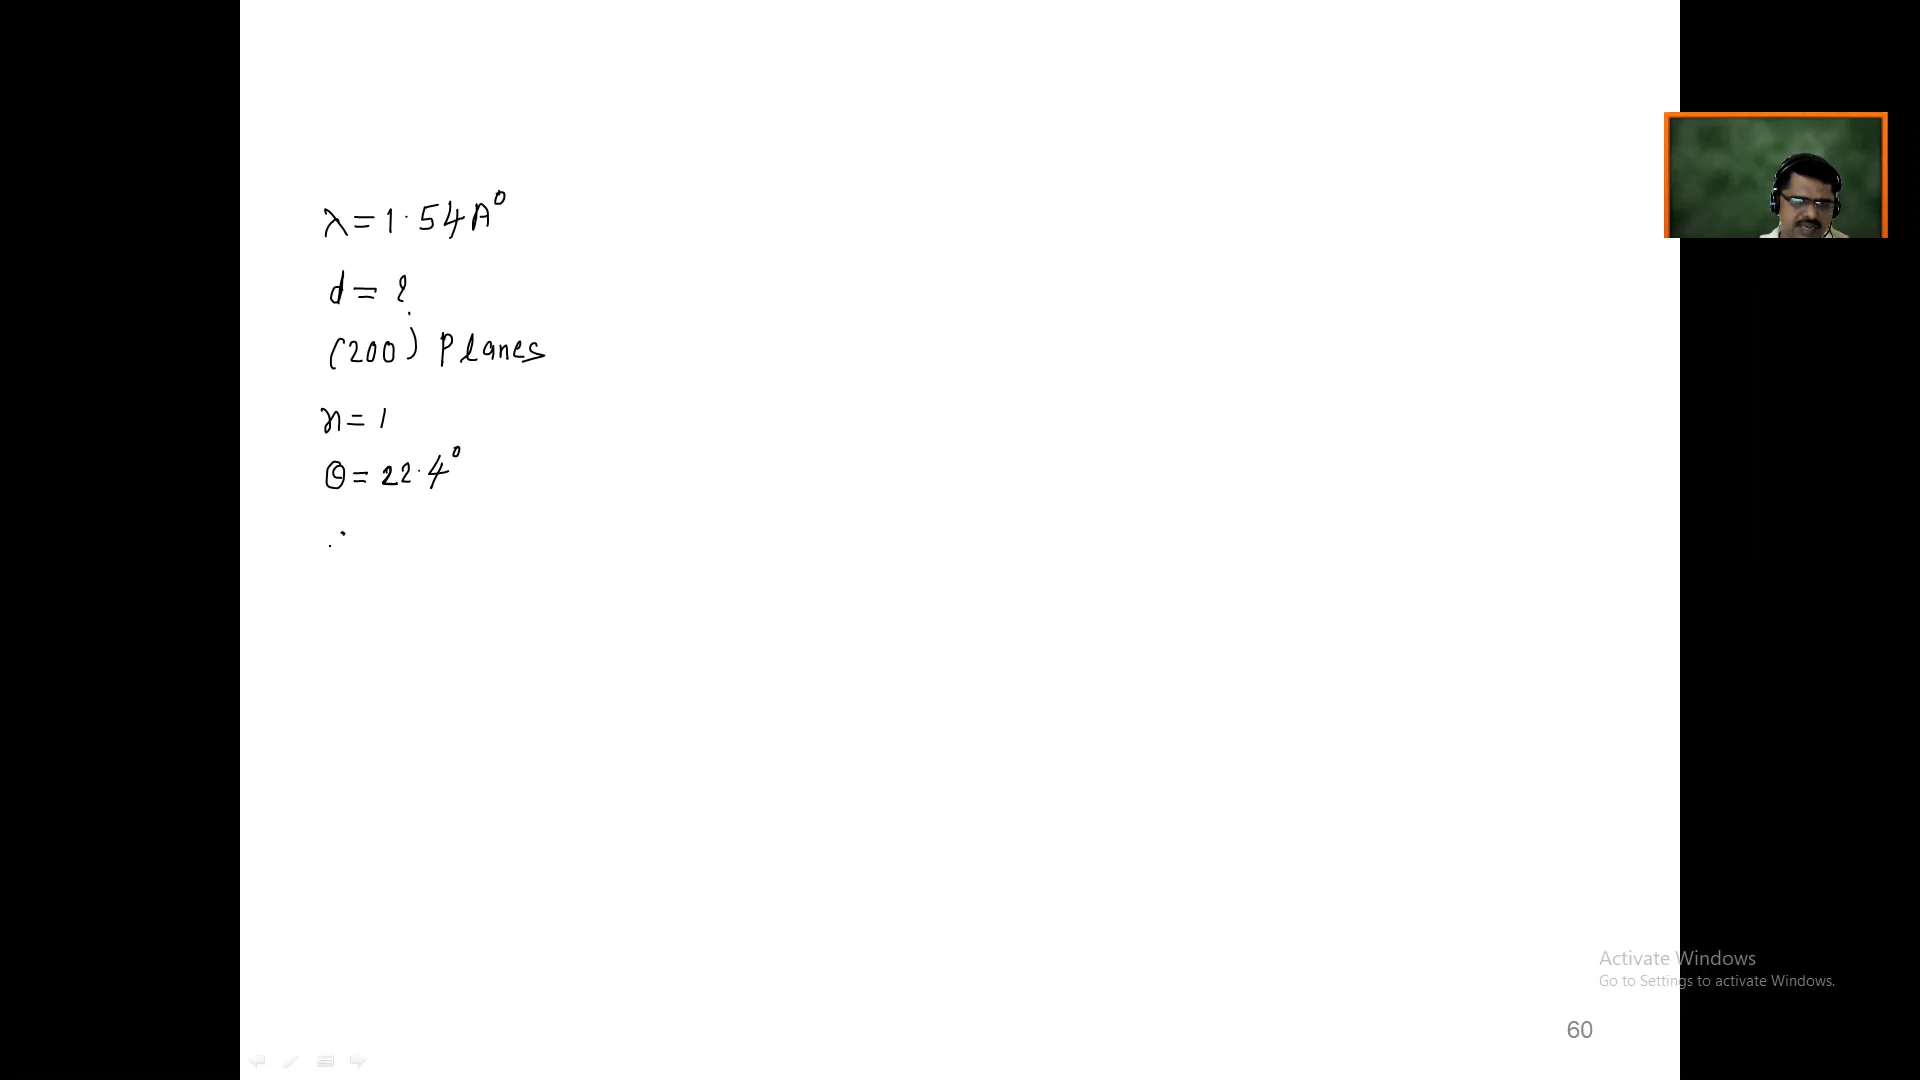 λ = 1.54A°
d = ?
(200) Planes
n = 1
θ = 22.4°
Activate Windows
Go to Settings to activate Windows.
60